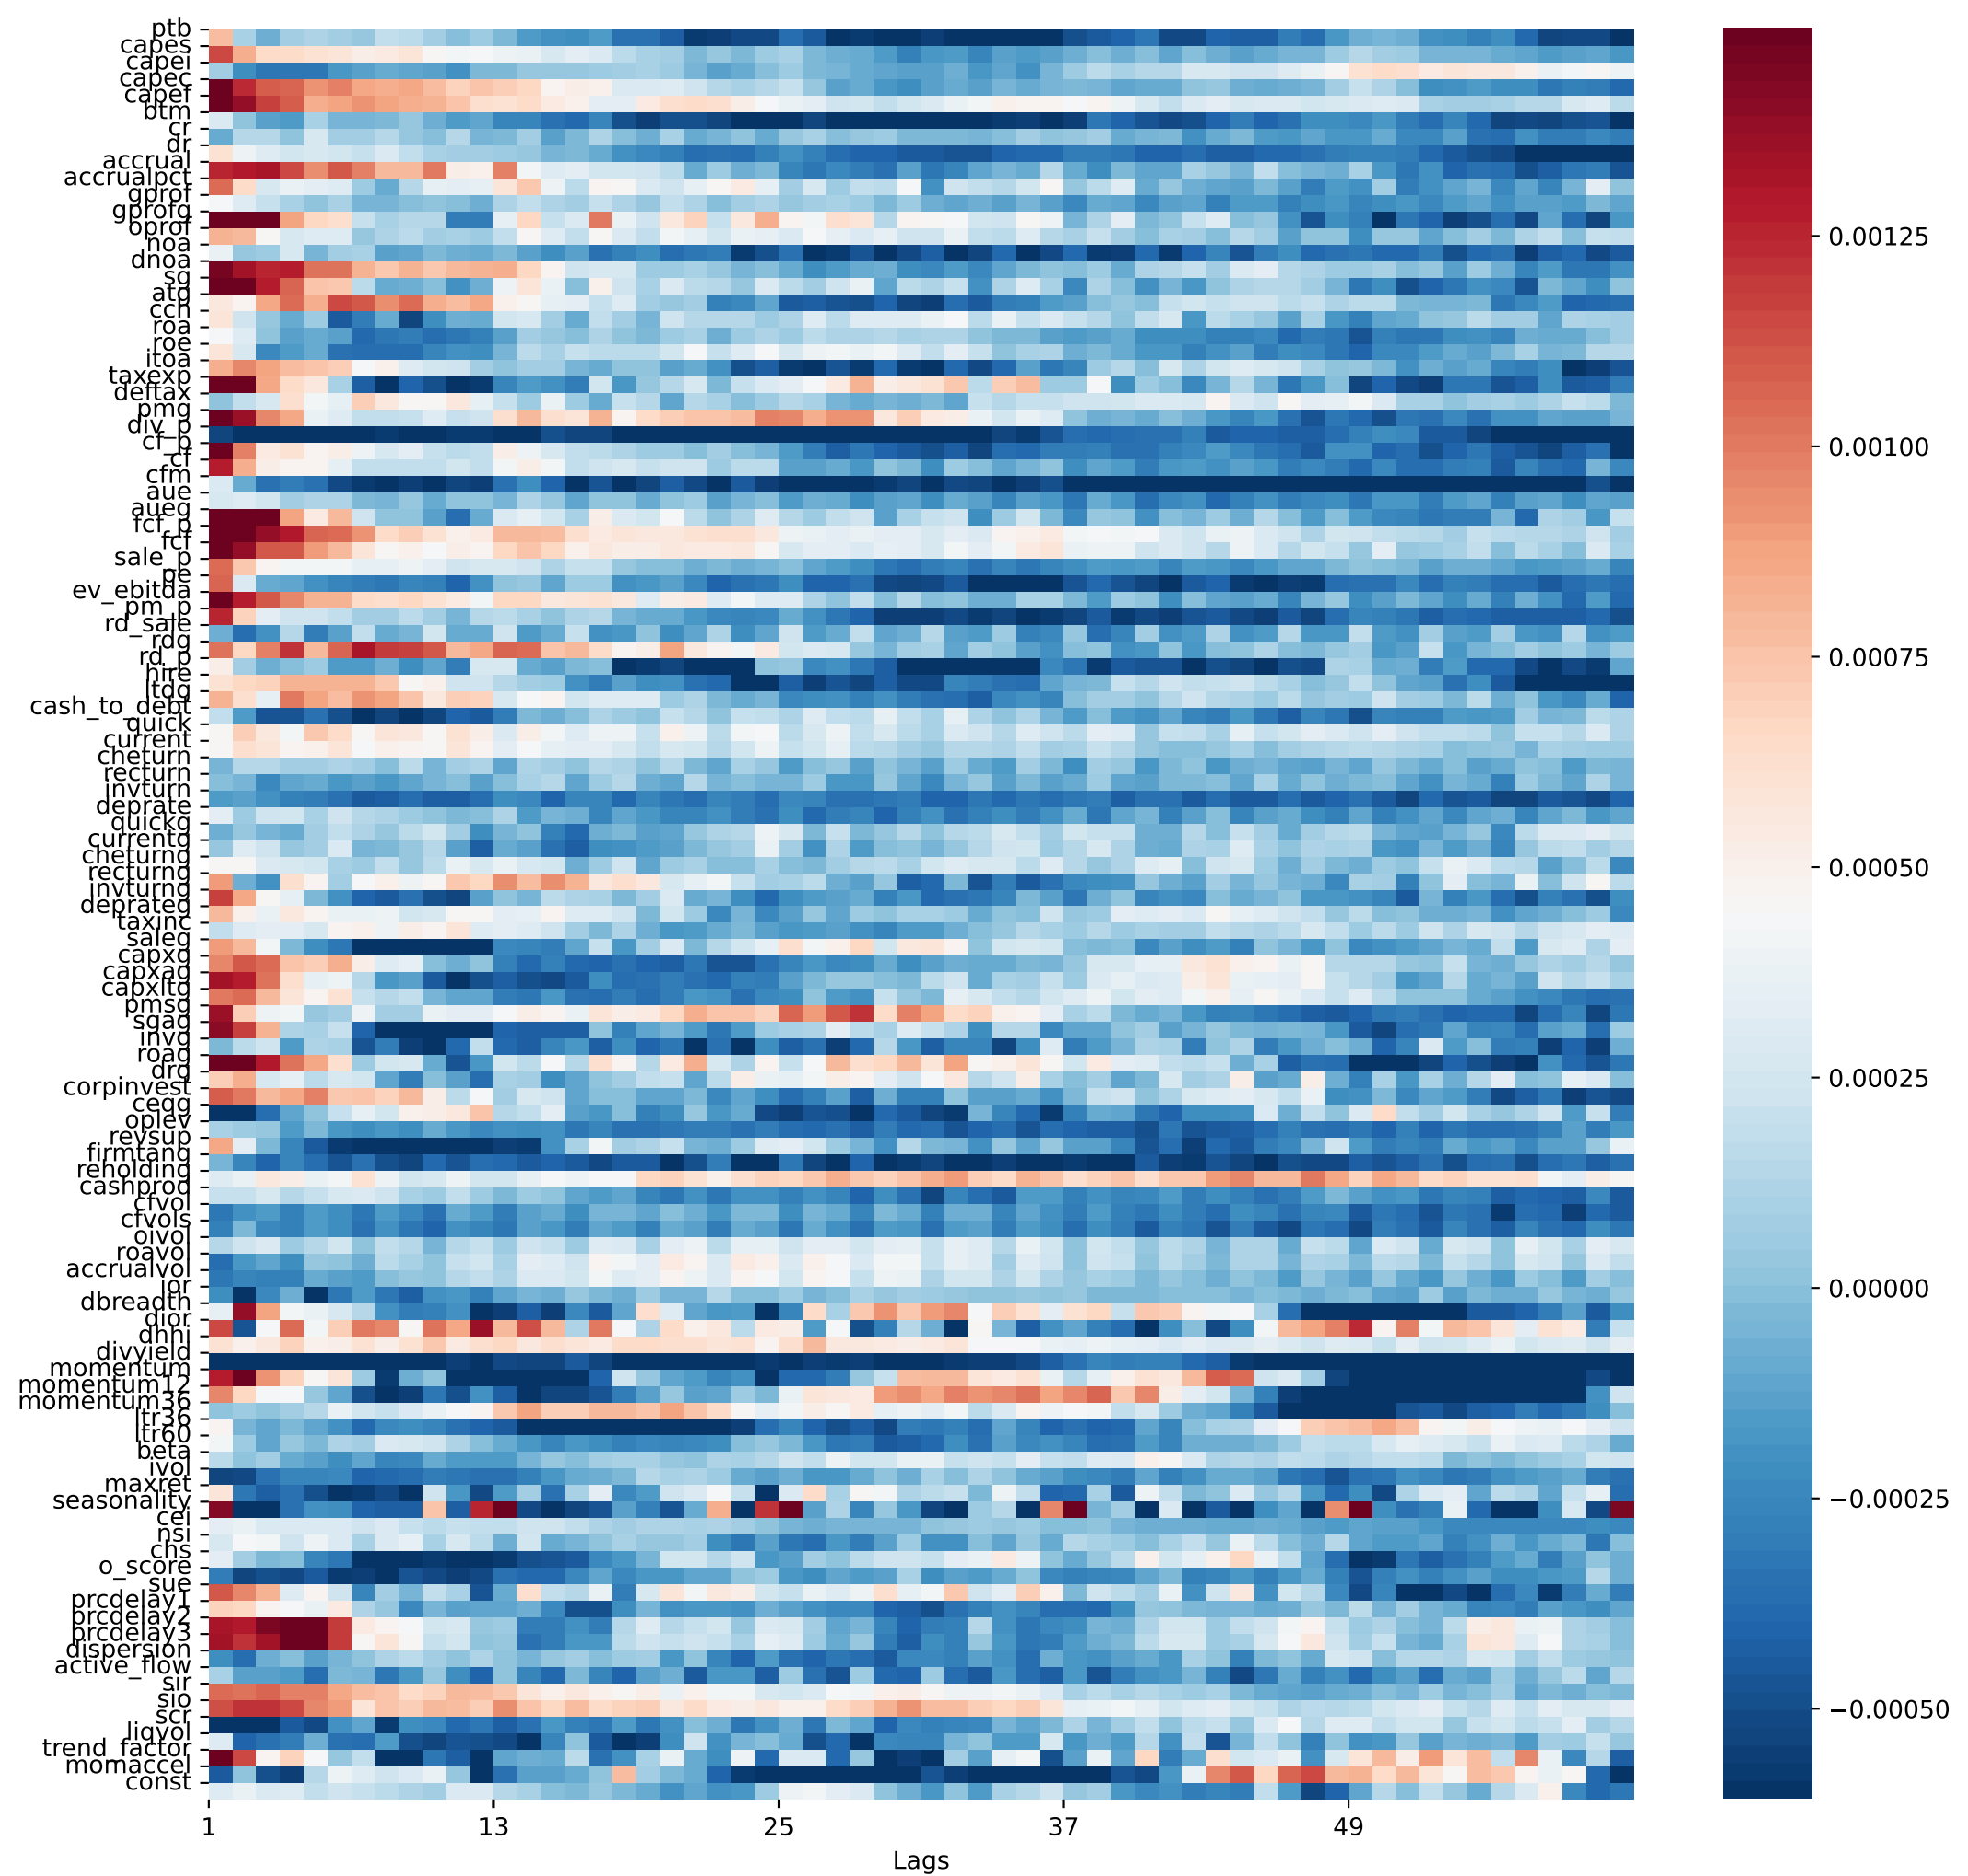 ptb
capes
capei
capec
capef
btm
cr
dr
accrual
accrualpct
gprof
gprofg
oprof
noa
dnoa
sg
atg
ccn
roa
roe
itoa
taxexp
deftax
pmg
div_p
cf_p
cf
cfm
aue
aueg
fcf_p
fcf
sale_p
pe
ev_ebitda
pm_p
rd_sale
rdg
rd_p
hire
ltdg
cash_to_debt
quick
current
cheturn
recturn
invturn
deprate
quickg
currentg
cheturng
recturng
invturng
deprateg
taxinc
saleg
capxg
capxag
capxltg
pmsg
sgag
invg
roag
drg
corpinvest
ceqg
oplev
revsup
firmtang
reholding
cashprod
cfvol
cfvols
oivol
roavol
accrualvol
ior
dbreadth
dior
dhhi
divyield
momentum
momentum12
momentum36
ltr36
ltr60
beta
ivol
maxret
seasonality
cei
nsi
chs
o_score
sue
prcdelay1
prcdelay2
prcdelay3
dispersion
active_flow
sir
sio
scr
liqvol
trend_factor
momaccel
const
1 13 25 37 49
Lags
0.00125
0.00100
0.00075
0.00050
0.00025
0.00000
−0.00025
−0.00050